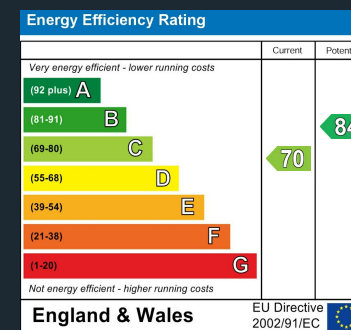 Energy Efficiency Rating
Current Potent
Very energy efficient - lower running costs
(92 plus) A
(81-91) B
84
(69-80) C
70
(55-68) D
(39-54) E
(21-38) F
(1-20) G
Not energy efficient - higher running costs
England & Wales
EU Directive
2002/91/EC